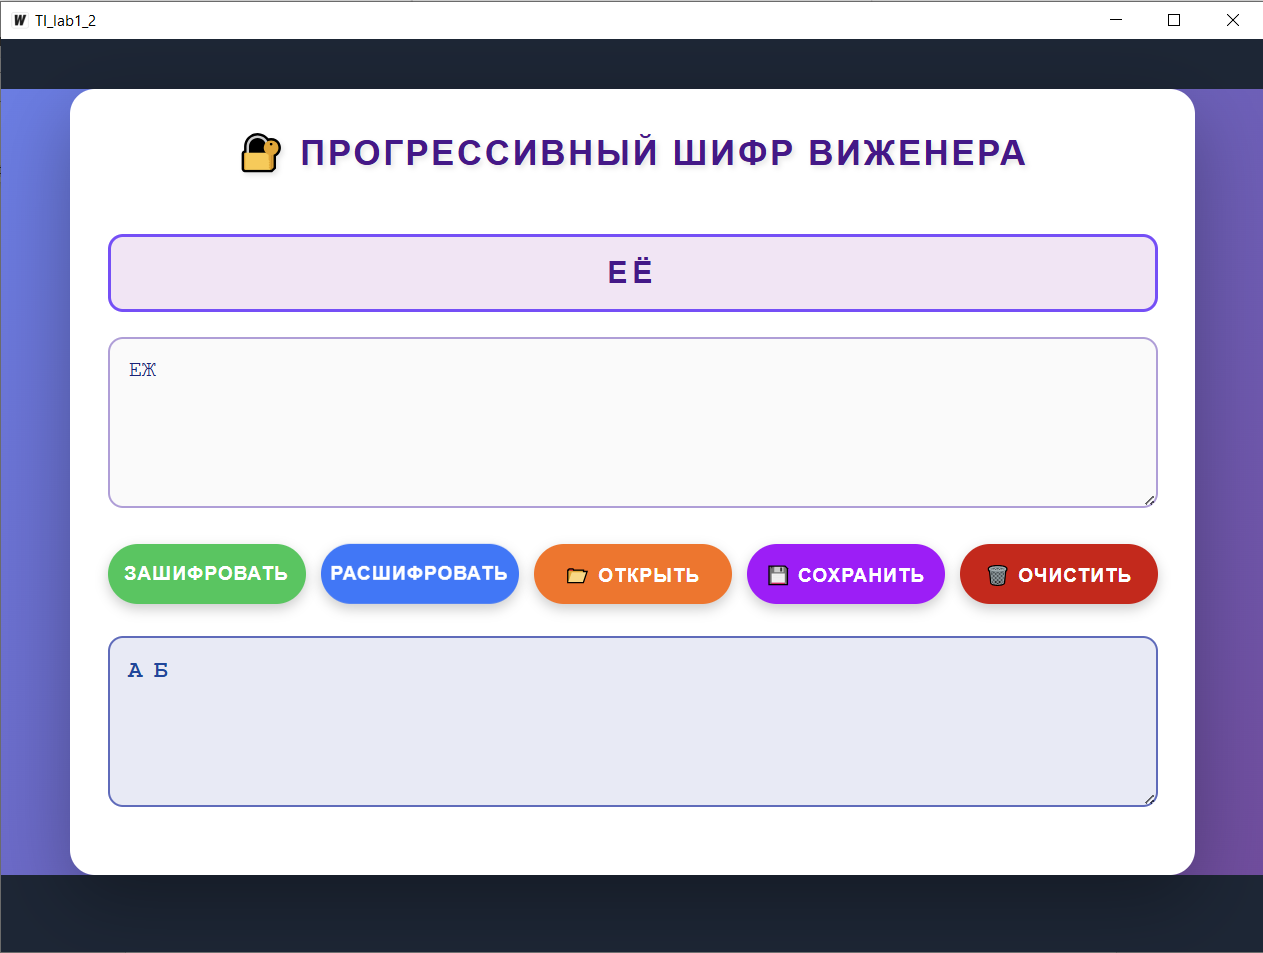 W TI_lab1_2
ПРОГРЕССИВНЫЙ ШИФР ВИЖЕНЕРА
ЕЁ
ЕЖ
ЗАШИФРОВАТЬ РАСШИФРОВАТЬ ОТКРЫТЬ СОХРАНИТЬ ОЧИСТИТЬ
А Б